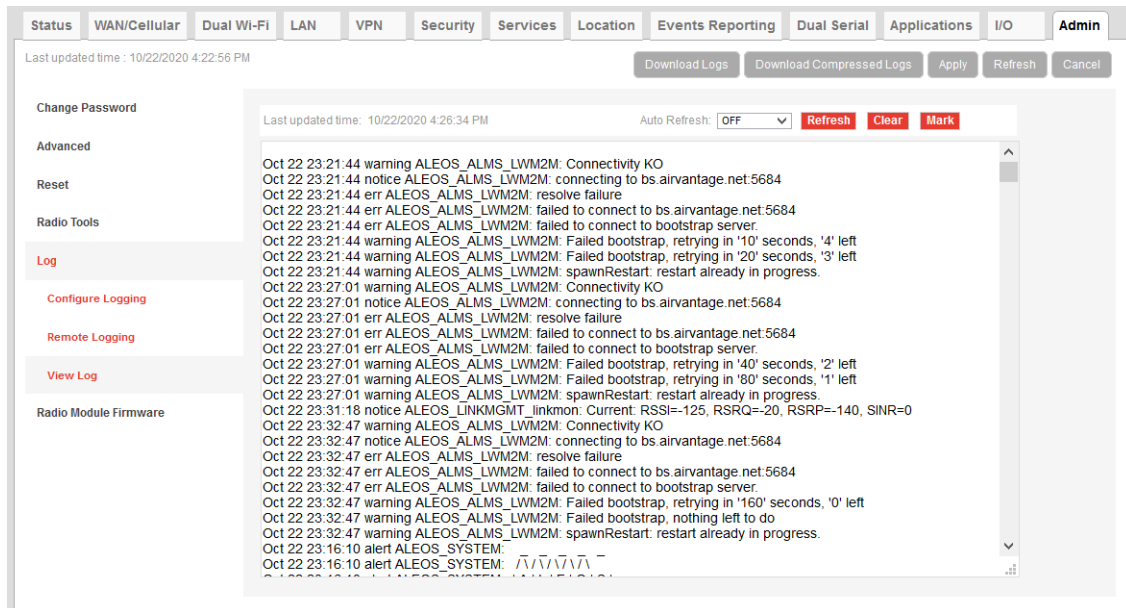 Status WAN/Cellular Dual Wi-Fi LAN VPN Security Services Location Events Reporting Dual Serial Applications I/O Admin
Last updated time : 10/22/2020 4:22:56 PM
Download Logs Download Compressed Logs Apply Refresh Cancel
Change Password
Advanced
Reset
Radio Tools
Log
Configure Logging
Remote Logging
View Log
Radio Module Firmware
Last updated time: 10/22/2020 4:26:34 PM Auto Refresh: OFF Refresh Clear Mark
Oct 22 23:21:44 warning ALEOS_ALMS_LWM2M: Connectivity KO
Oct 22 23:21:44 notice ALEOS_ALMS_LWM2M: connecting to bs.airvantage.net:5684
Oct 22 23:21:44 err ALEOS_ALMS_LWM2M: resolve failure
Oct 22 23:21:44 err ALEOS_ALMS_LWM2M: failed to connect to bs.airvantage.net:5684
Oct 22 23:21:44 err ALEOS_ALMS_LWM2M: failed to connect to bootstrap server.
Oct 22 23:21:44 warning ALEOS_ALMS_LWM2M: Failed bootstrap, retrying in '10' seconds, '4' left
Oct 22 23:21:44 warning ALEOS_ALMS_LWM2M: Failed bootstrap, retrying in '20' seconds, '3' left
Oct 22 23:21:44 warning ALEOS_ALMS_LWM2M: spawnRestart: restart already in progress.
Oct 22 23:27:01 warning ALEOS_ALMS_LWM2M: Connectivity KO
Oct 22 23:27:01 notice ALEOS_ALMS_LWM2M: connecting to bs.airvantage.net:5684
Oct 22 23:27:01 err ALEOS_ALMS_LWM2M: resolve failure
Oct 22 23:27:01 err ALEOS_ALMS_LWM2M: failed to connect to bs.airvantage.net:5684
Oct 22 23:27:01 err ALEOS_ALMS_LWM2M: failed to connect to bootstrap server.
Oct 22 23:27:01 warning ALEOS_ALMS_LWM2M: Failed bootstrap, retrying in '40' seconds, '2' left
Oct 22 23:27:01 warning ALEOS_ALMS_LWM2M: Failed bootstrap, retrying in '80' seconds, '1' left
Oct 22 23:27:01 warning ALEOS_ALMS_LWM2M: spawnRestart: restart already in progress.
Oct 22 23:31:18 notice ALEOS_LINKMGMT_linkmon: Current: RSSI=-125, RSRQ=-20, RSRP=-140, SINR=0
Oct 22 23:32:47 warning ALEOS_ALMS_LWM2M: Connectivity KO
Oct 22 23:32:47 notice ALEOS_ALMS_LWM2M: connecting to bs.airvantage.net:5684
Oct 22 23:32:47 err ALEOS_ALMS_LWM2M: resolve failure
Oct 22 23:32:47 err ALEOS_ALMS_LWM2M: failed to connect to bs.airvantage.net:5684
Oct 22 23:32:47 err ALEOS_ALMS_LWM2M: failed to connect to bootstrap server.
Oct 22 23:32:47 warning ALEOS_ALMS_LWM2M: Failed bootstrap, retrying in '160' seconds, '0' left
Oct 22 23:32:47 warning ALEOS_ALMS_LWM2M: Failed bootstrap, nothing left to do
Oct 22 23:32:47 warning ALEOS_ALMS_LWM2M: spawnRestart: restart already in progress.
Oct 22 23:16:10 alert ALEOS_SYSTEM: _ _ _ _ _
Oct 22 23:16:10 alert ALEOS_SYSTEM: / \ / \ / \ / \ / \